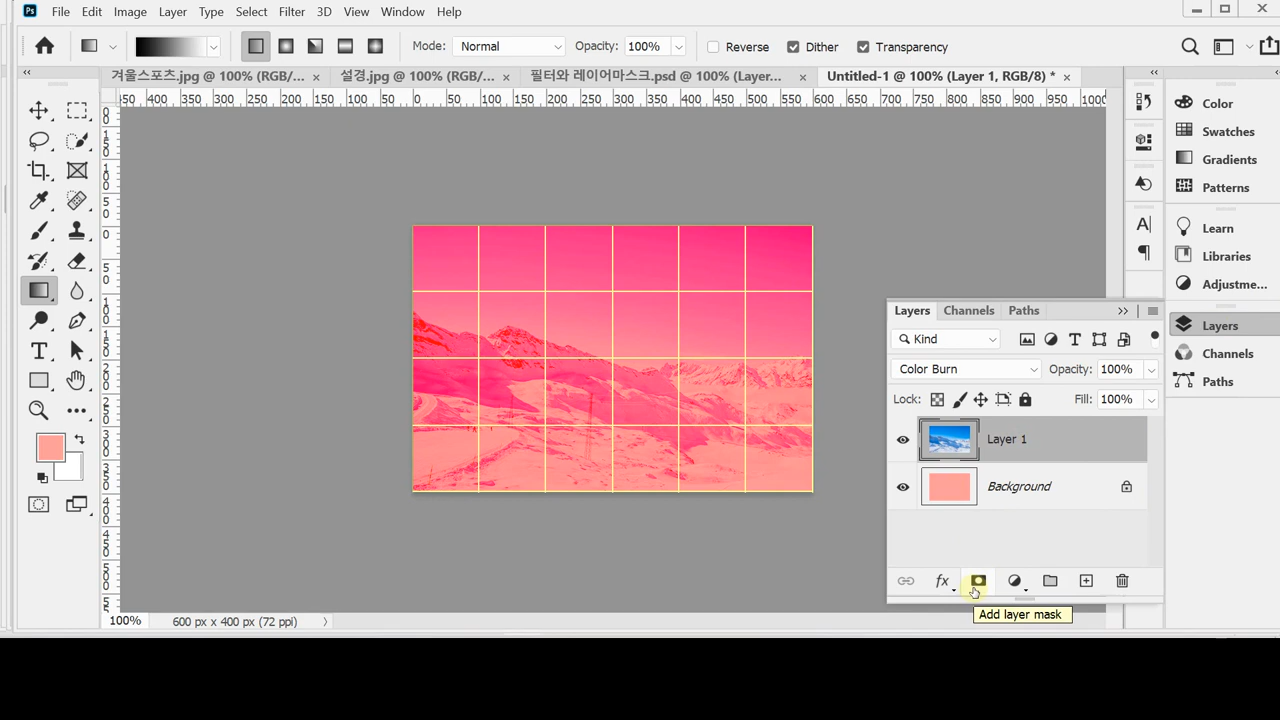 Ps File Edit Image Layer Type Select Filter 3D View Window Help
Mode: Normal Opacity: 100% Reverse Dither Transparency
겨울스포츠.jpg @ 100% (RGB/... × 설경.jpg @ 100% (RGB/... × 필터와 레이어마스크.psd @ 100% (Layer... × Untitled-1 @ 100% (Layer 1, RGB/8) * ×
450 400 350 300 250 200 150 100 50 0 50 100 150 200 250 300 350 400 450 500 550 600 650 700 750 800 850 900 950 1000
Color
Swatches
Gradients
Patterns
Learn
Libraries
Adjustme...
Layers
Channels
Paths
Layers Channels Paths
Kind
Color Burn Opacity: 100%
Lock: Fill: 100%
Layer 1
Background
fx
Add layer mask
100% 600 px x 400 px (72 ppi)